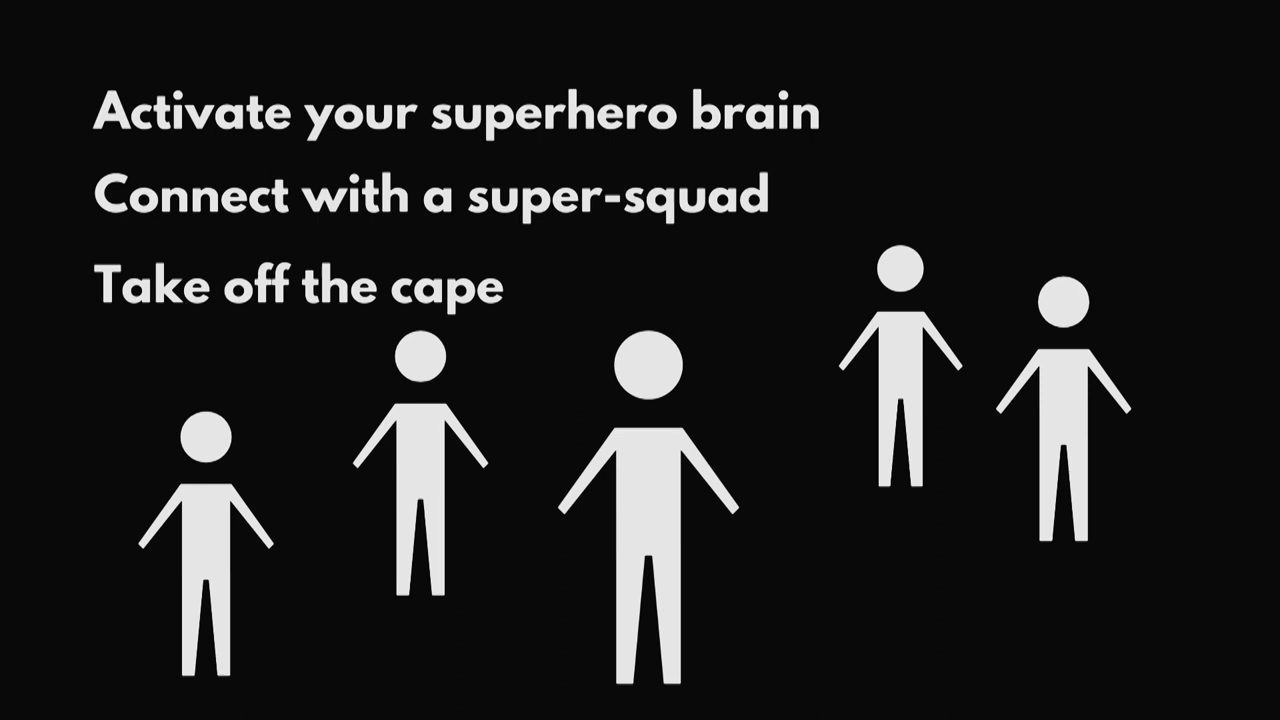 Activate your superhero brain
Connect with a super-squad
Take off the cape